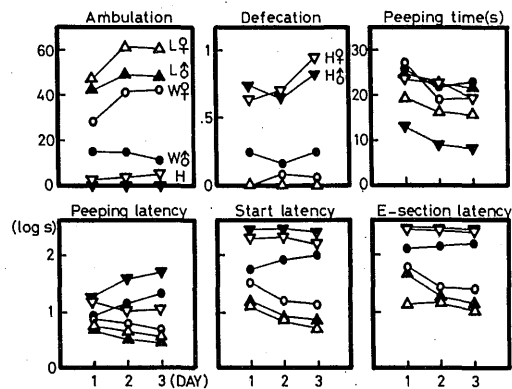 Ambulation
60
40
20
0
L♀
L♂
W♀
W♂
H
Defecation
1
.5
0
H♀
H♂
Peeping time(s)
30
20
10
0
Peeping latency
(log s)
2
1
0
1 2 3 (DAY)
Start latency
1 2 3
E-section latency
1 2 3